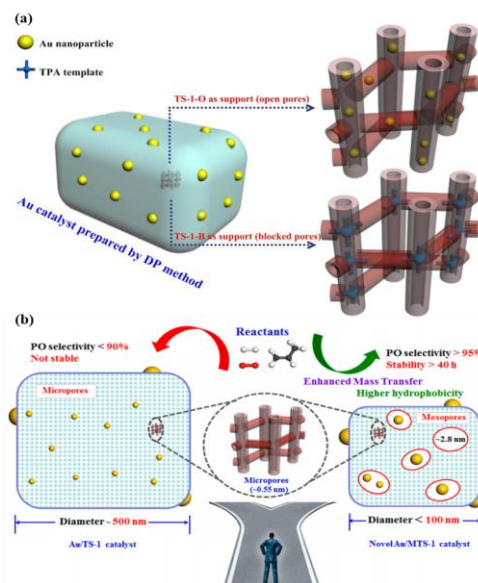 (a)
Au nanoparticle
TPA template
TS-1-O as support (open pores)
TS-1-B as support (blocked pores)
Au catalyst prepared by DP method
(b)
Reactants
PO selectivity < 90%
Not stable
PO selectivity > 95%
Stability > 40 h
Enhanced Mass Transfer
Higher hydrophobicity
Micropores
Mesopores
~2.8 nm
Micropores
(~0.55 nm)
Diameter ~ 500 nm
Diameter < 100 nm
Au/TS-1 catalyst
Novel Au/MTS-1 catalyst